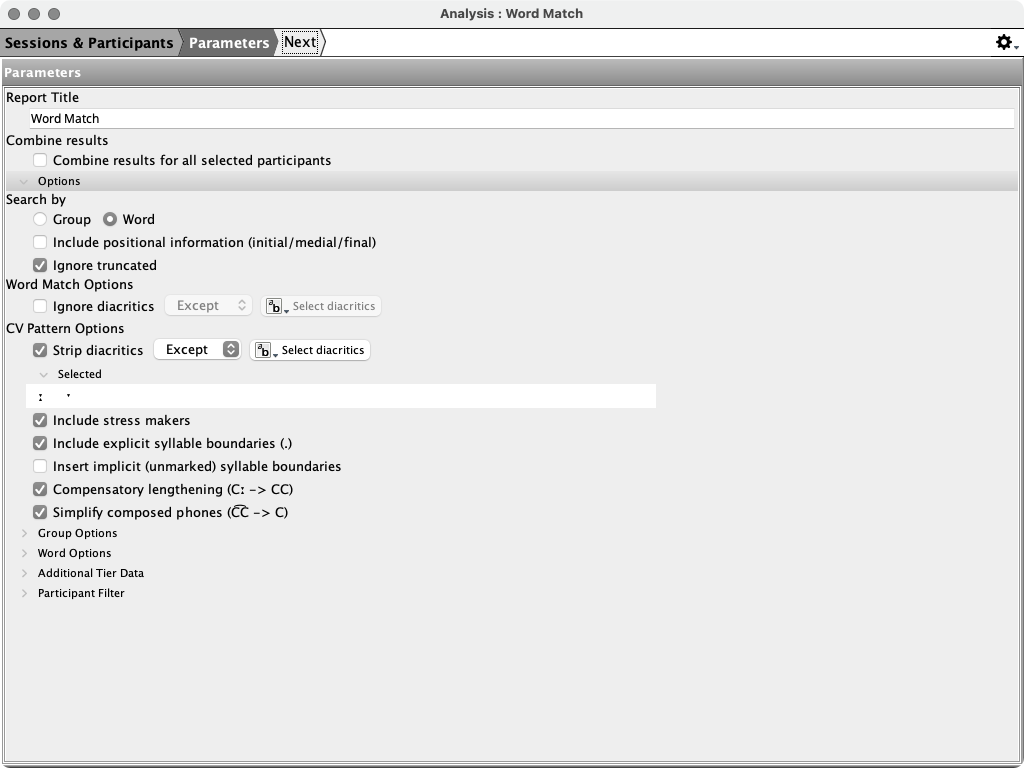 Analysis : Word Match
Sessions & Participants Parameters Next
Parameters
Report Title
Word Match
Combine results
Combine results for all selected participants
Options
Search by
Group Word
Include positional information (initial/medial/final)
Ignore truncated
Word Match Options
Ignore diacritics Except Select diacritics
CV Pattern Options
Strip diacritics Except Select diacritics
Selected
ː ˑ
Include stress makers
Include explicit syllable boundaries (.)
Insert implicit (unmarked) syllable boundaries
Compensatory lengthening (Cː -> CC)
Simplify composed phones (C͡C -> C)
Group Options
Word Options
Additional Tier Data
Participant Filter